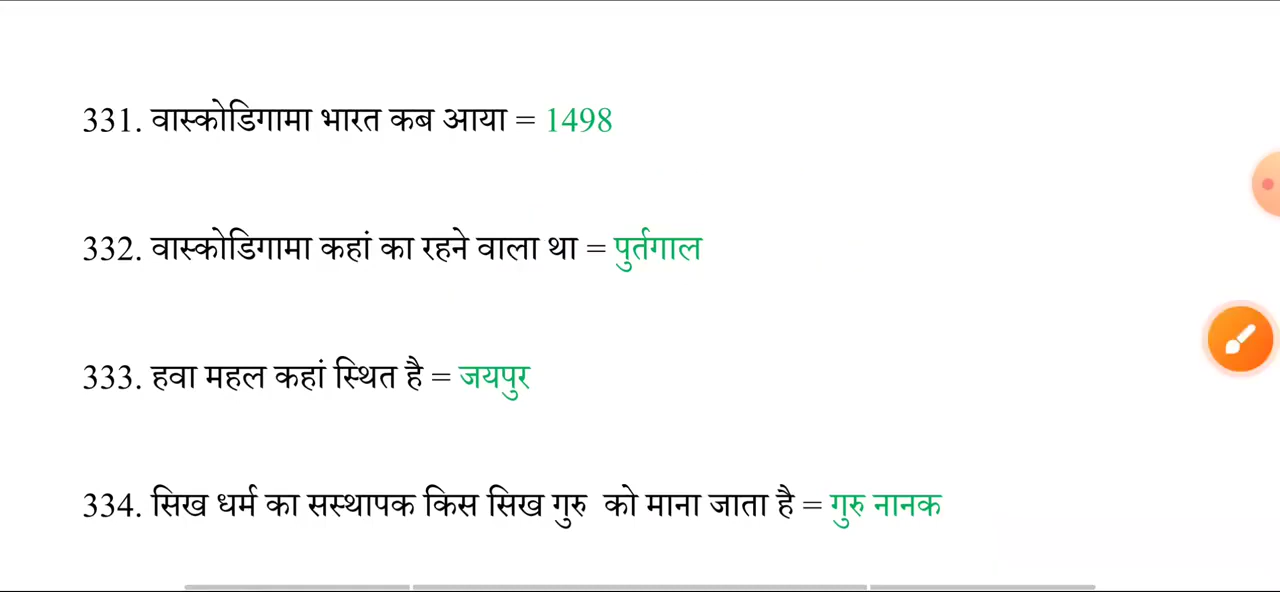 331. वास्कोडिगामा भारत कब आया = 1498
332. वास्कोडिगामा कहां का रहने वाला था = पुर्तगाल
333. हवा महल कहां स्थित है = जयपुर
334. सिख धर्म का सस्थापक किस सिख गुरु को माना जाता है = गुरु नानक